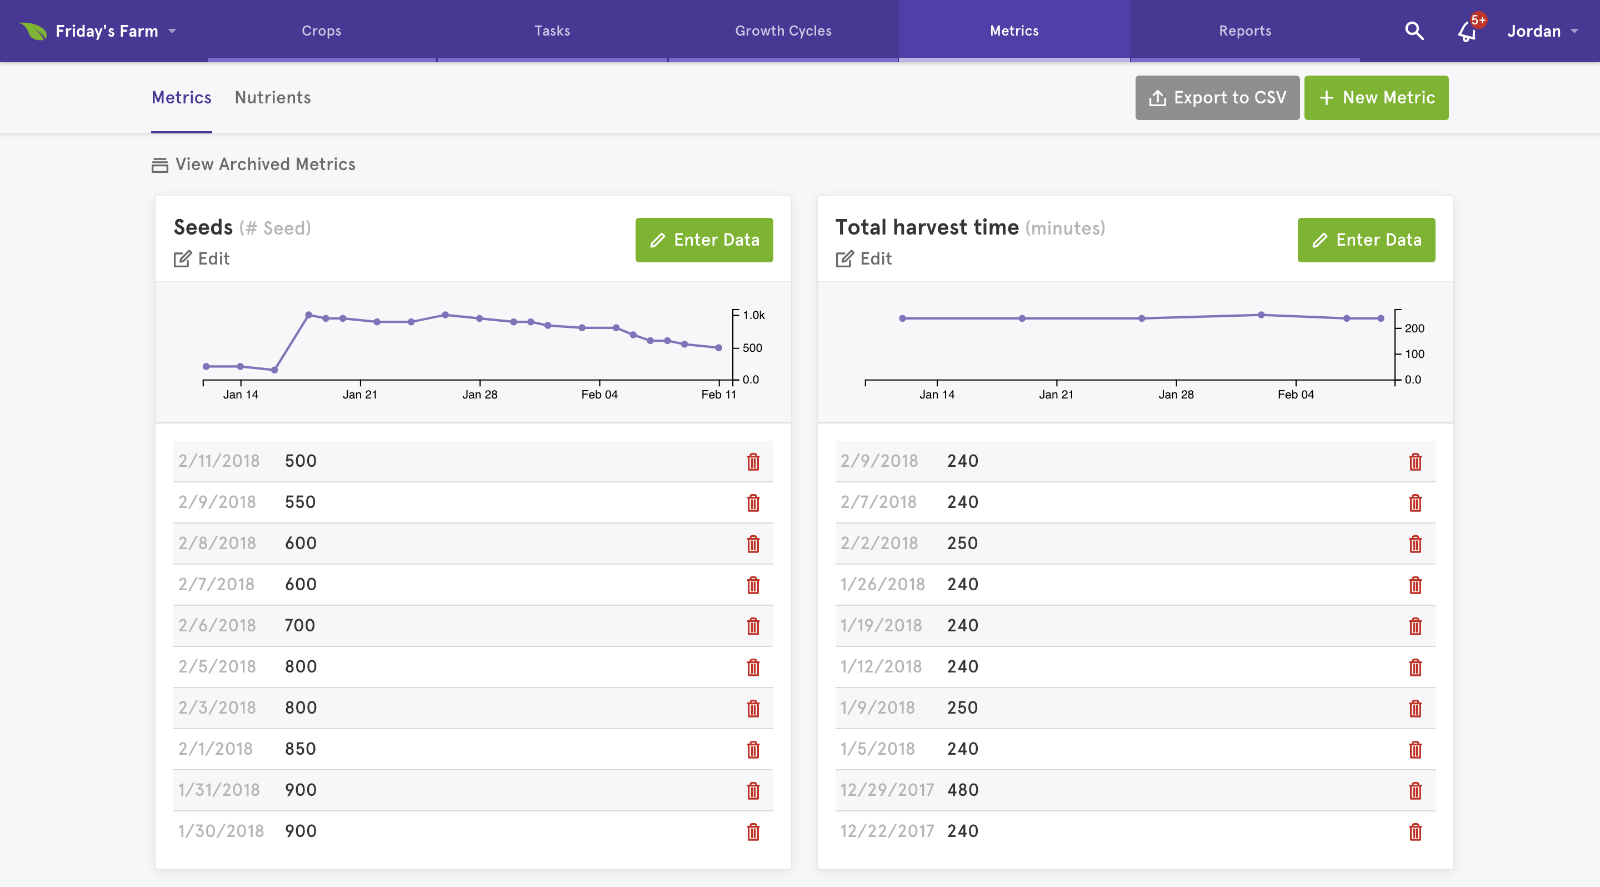 Friday's Farm
Crops
Tasks
Growth Cycles
Metrics
Reports
5+
Jordan
Metrics
Nutrients
Export to CSV
New Metric
View Archived Metrics
Seeds (# Seed)
Edit
Enter Data
1.0k
500
0.0
Jan 14
Jan 21
Jan 28
Feb 04
Feb 11
2/11/2018 500
2/9/2018 550
2/8/2018 600
2/7/2018 600
2/6/2018 700
2/5/2018 800
2/3/2018 800
2/1/2018 850
1/31/2018 900
1/30/2018 900
Total harvest time (minutes)
Edit
Enter Data
200
100
0.0
Jan 14
Jan 21
Jan 28
Feb 04
2/9/2018 240
2/7/2018 240
2/2/2018 250
1/26/2018 240
1/19/2018 240
1/12/2018 240
1/9/2018 250
1/5/2018 240
12/29/2017 480
12/22/2017 240